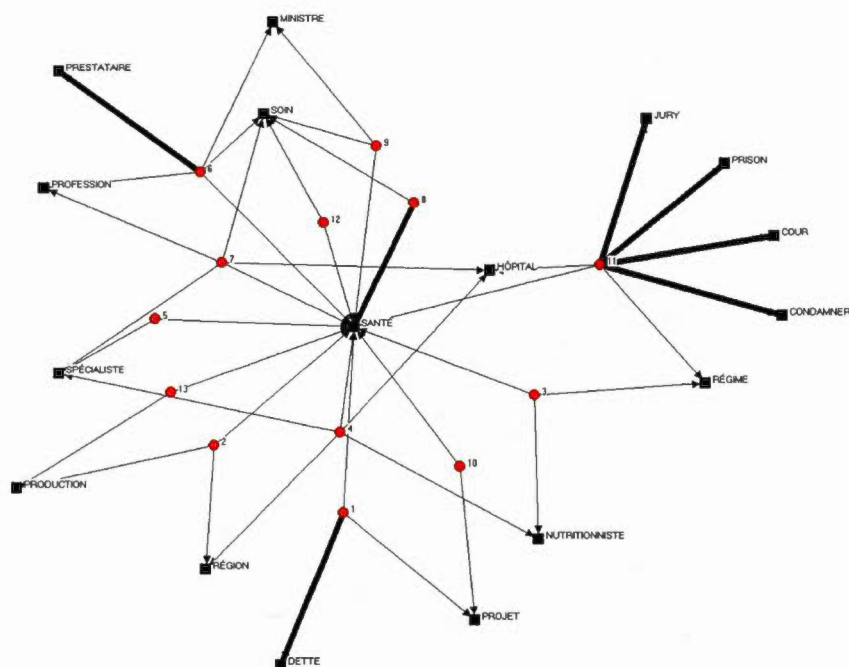 MINISTRE
PRESTATAIRE
SOIN
JURY
9
PRISON
6
PROFESSION
8
12
COUR
7
HÔPITAL
11
CONDAMNER
5
SANTÉ
SPÉCIALISTE
RÉGIME
13
3
4
2
10
PRODUCTION
1
NUTRITIONNISTE
RÉGION
PROJET
DETTE